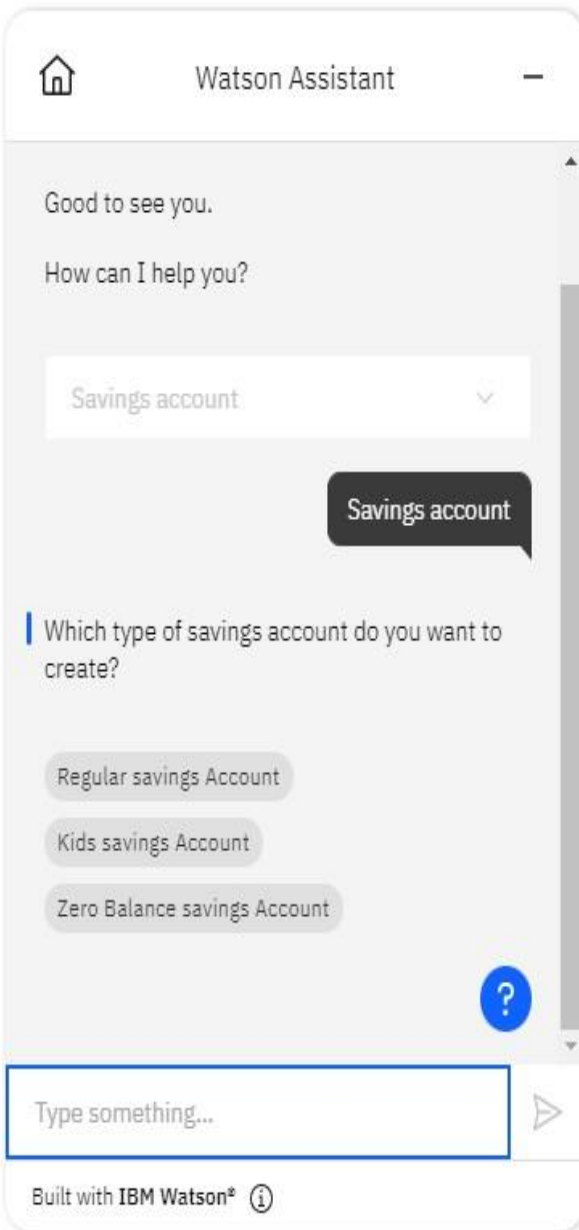 Watson Assistant
Good to see you.
How can I help you?
Savings account
Savings account
Which type of savings account do you want to
create?
Regular savings Account
Kids savings Account
Zero Balance savings Account
?
Type something...
Built with IBM Watson®